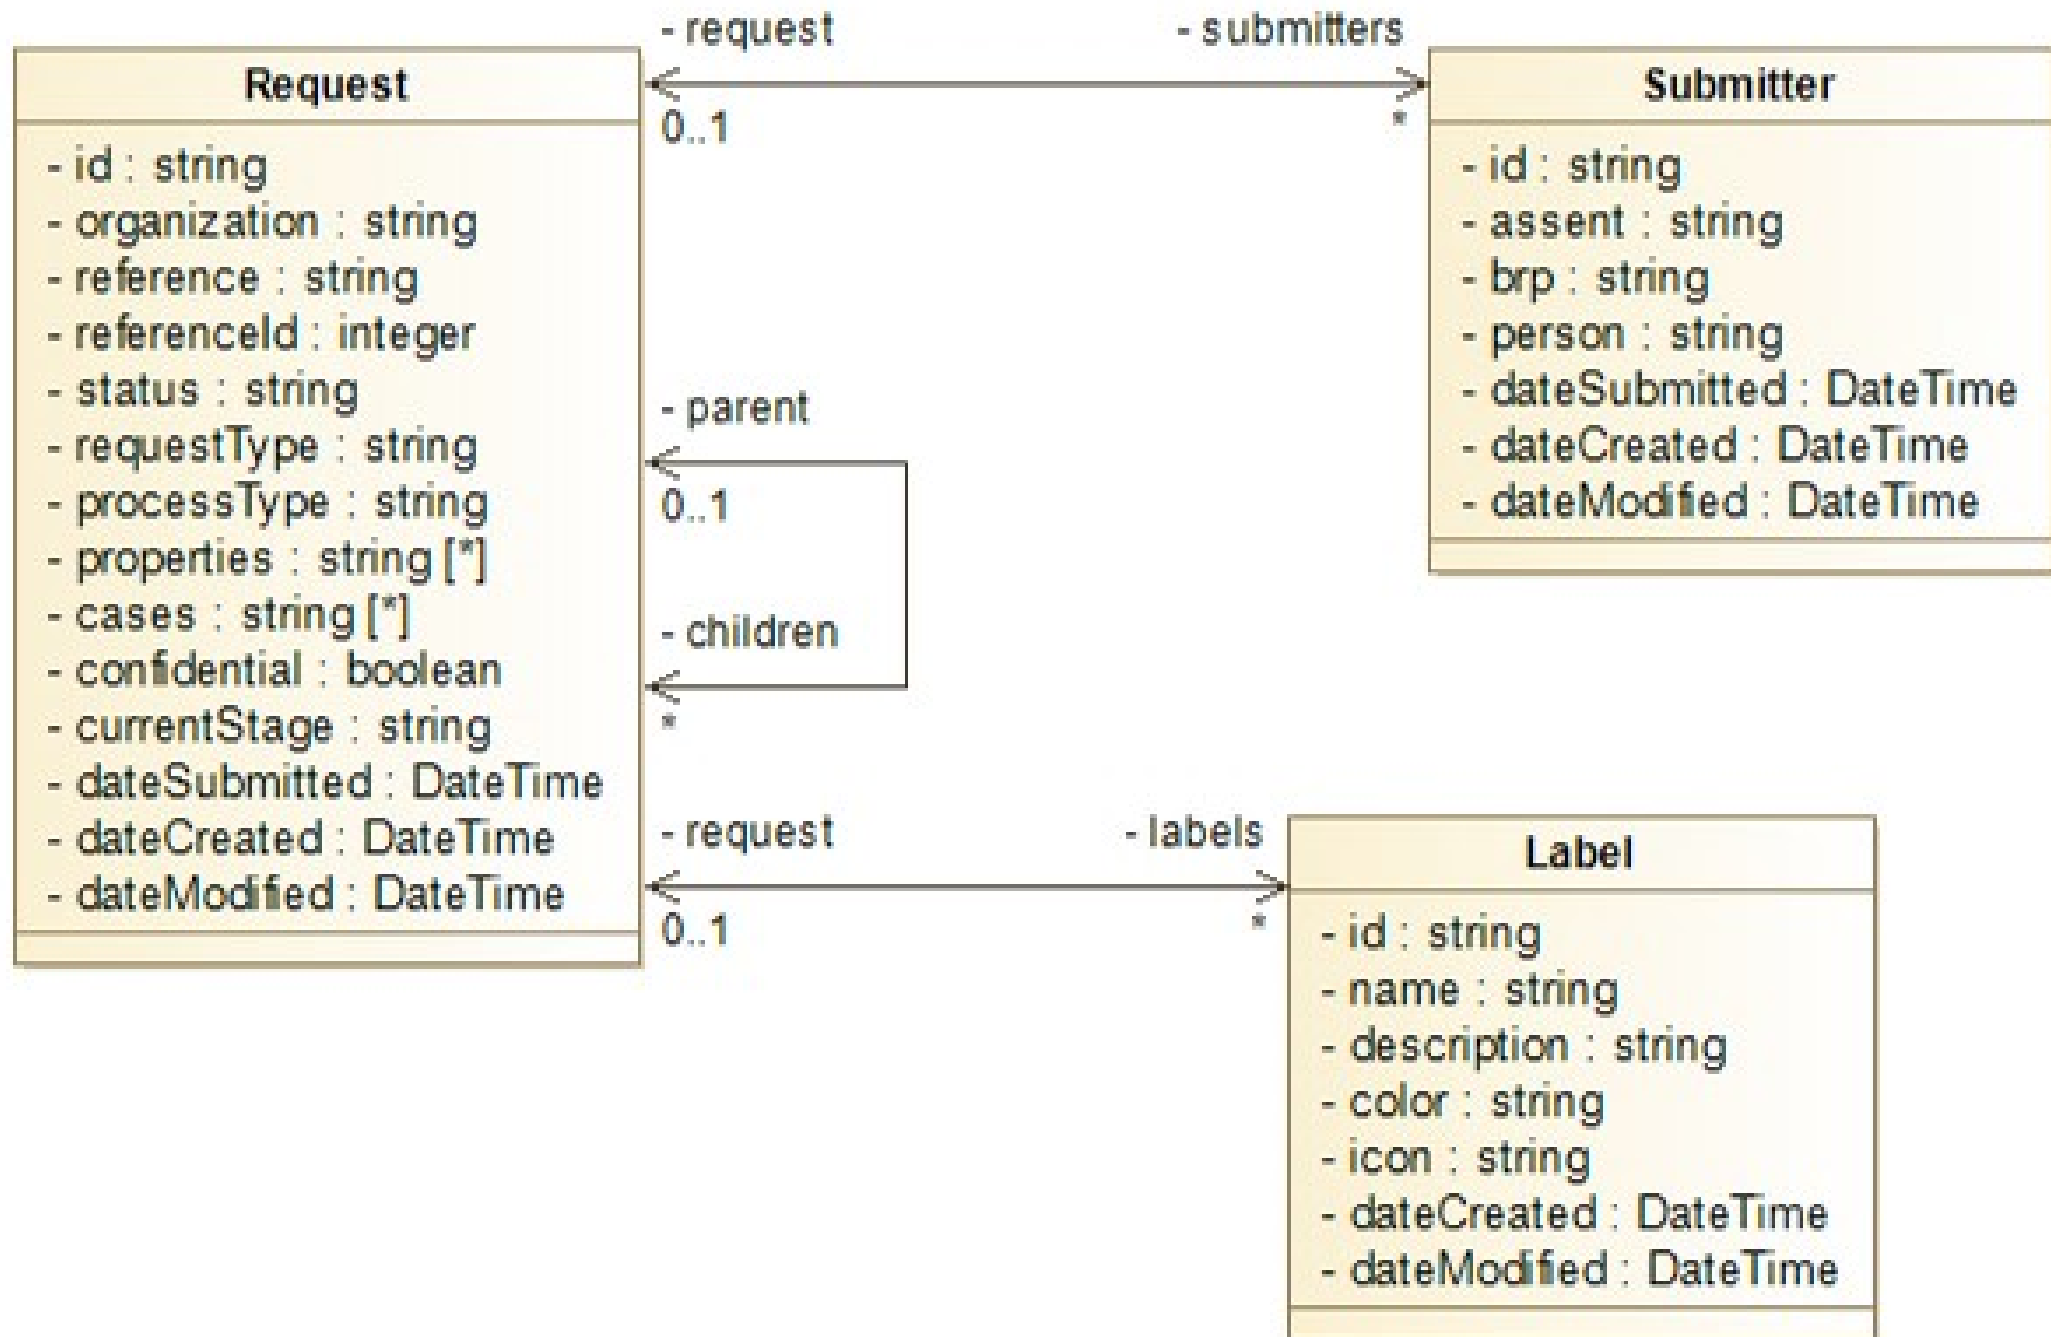 - request
- submitters
Request
0..1
*
Submitter
- id : string
- organization : string
- reference : string
- referenceId : integer
- status : string
- requestType : string
- processType : string
- properties : string [*]
- cases : string [*]
- confidential : boolean
- currentStage : string
- dateSubmitted : DateTime
- dateCreated : DateTime
- dateModified : DateTime
- id : string
- assent : string
- brp : string
- person : string
- dateSubmitted : DateTime
- dateCreated : DateTime
- dateModified : DateTime
- parent
0..1
- children
*
- request
- labels
0..1
*
Label
- id : string
- name : string
- description : string
- color : string
- icon : string
- dateCreated : DateTime
- dateModified : DateTime